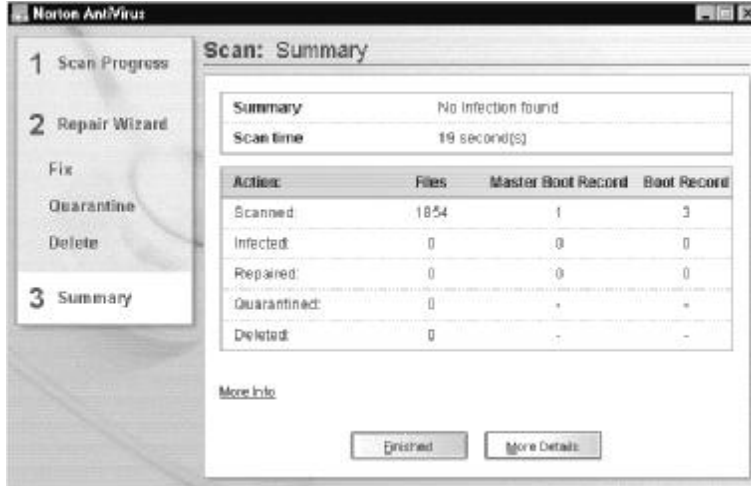 Norton AntiVirus
1 Scan Progress
2 Repair Wizard
Fix
Quarantine
Delete
3 Summary
Scan: Summary
Summary No infection found
Scan time 19 second(s)
Action: Files Master Boot Record Boot Record
Scanned: 1854 1 3
Infected: 0 0 0
Repaired: 0 0 0
Quarantined: 0 - -
Deleted: 0 - -
More Info
Finished More Details